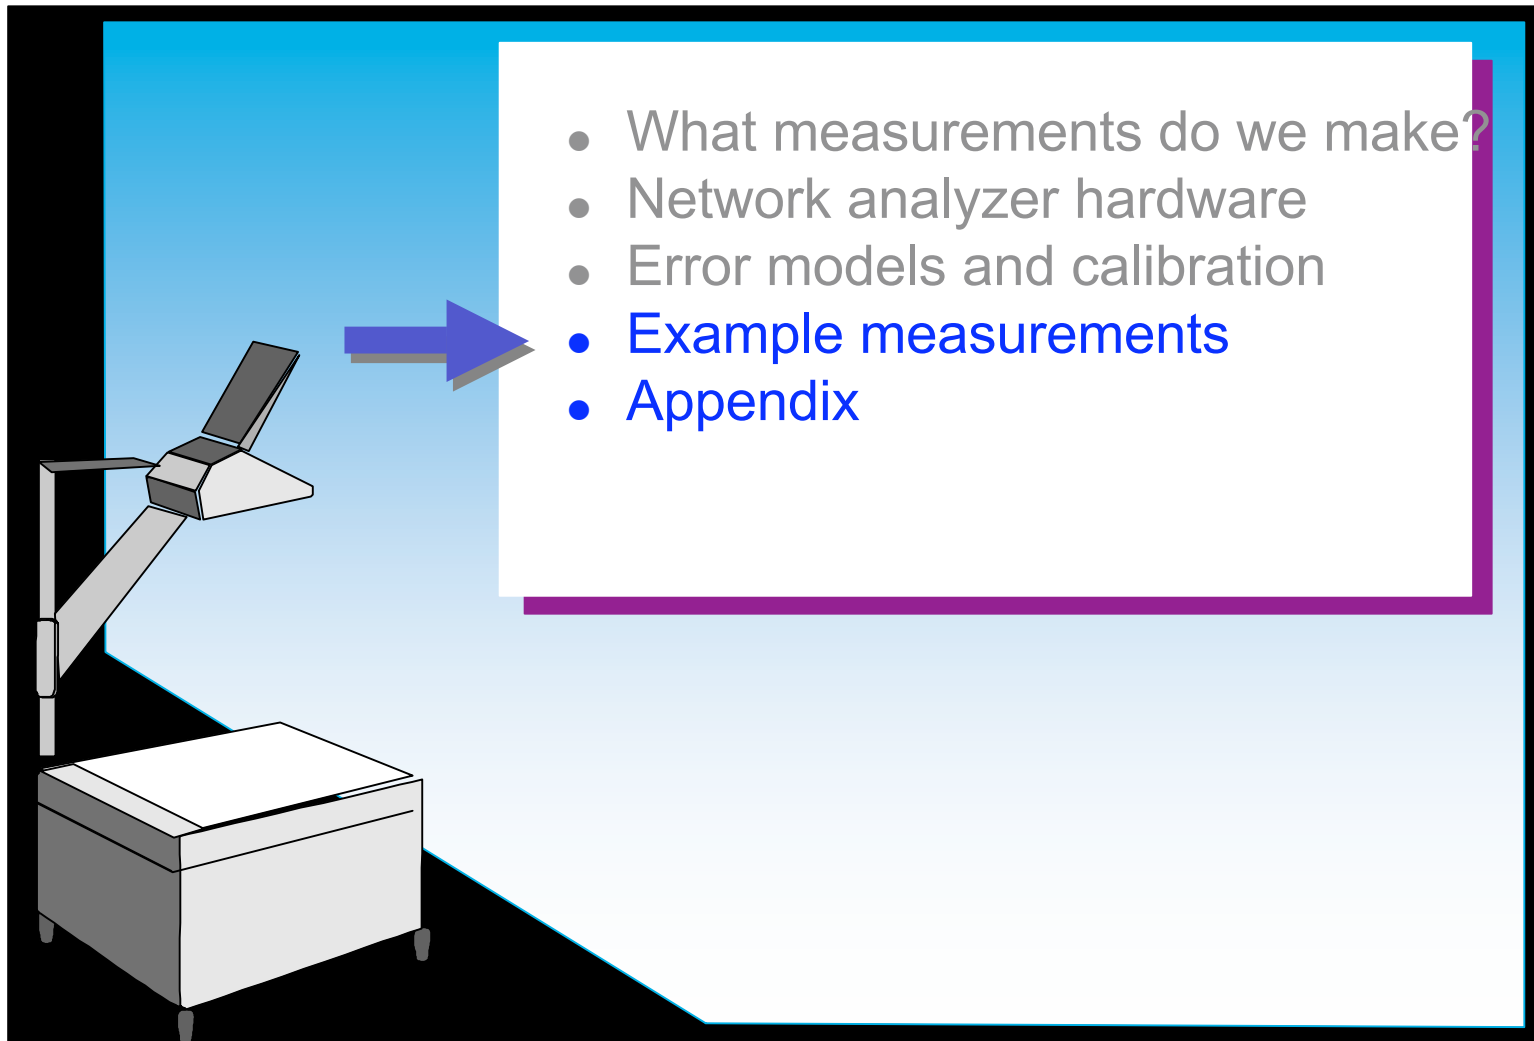 What measurements do we make?
Network analyzer hardware
Error models and calibration
Example measurements
Appendix